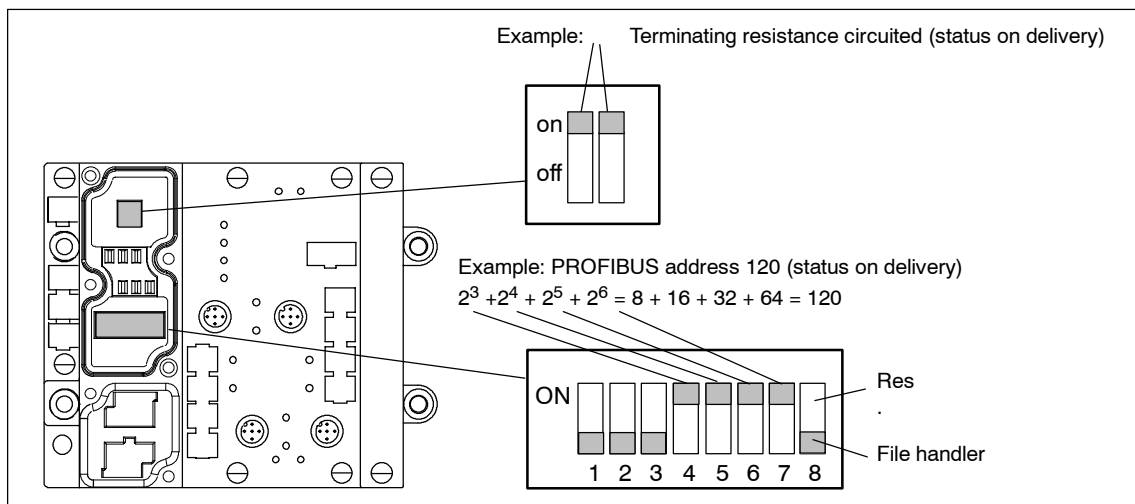 Example: Terminating resistance circuited (status on delivery)
on
off
Example: PROFIBUS address 120 (status on delivery)
2³ +2⁴ + 2⁵ + 2⁶ = 8 + 16 + 32 + 64 = 120
ON
Res
.
File handler
1 2 3 4 5 6 7 8